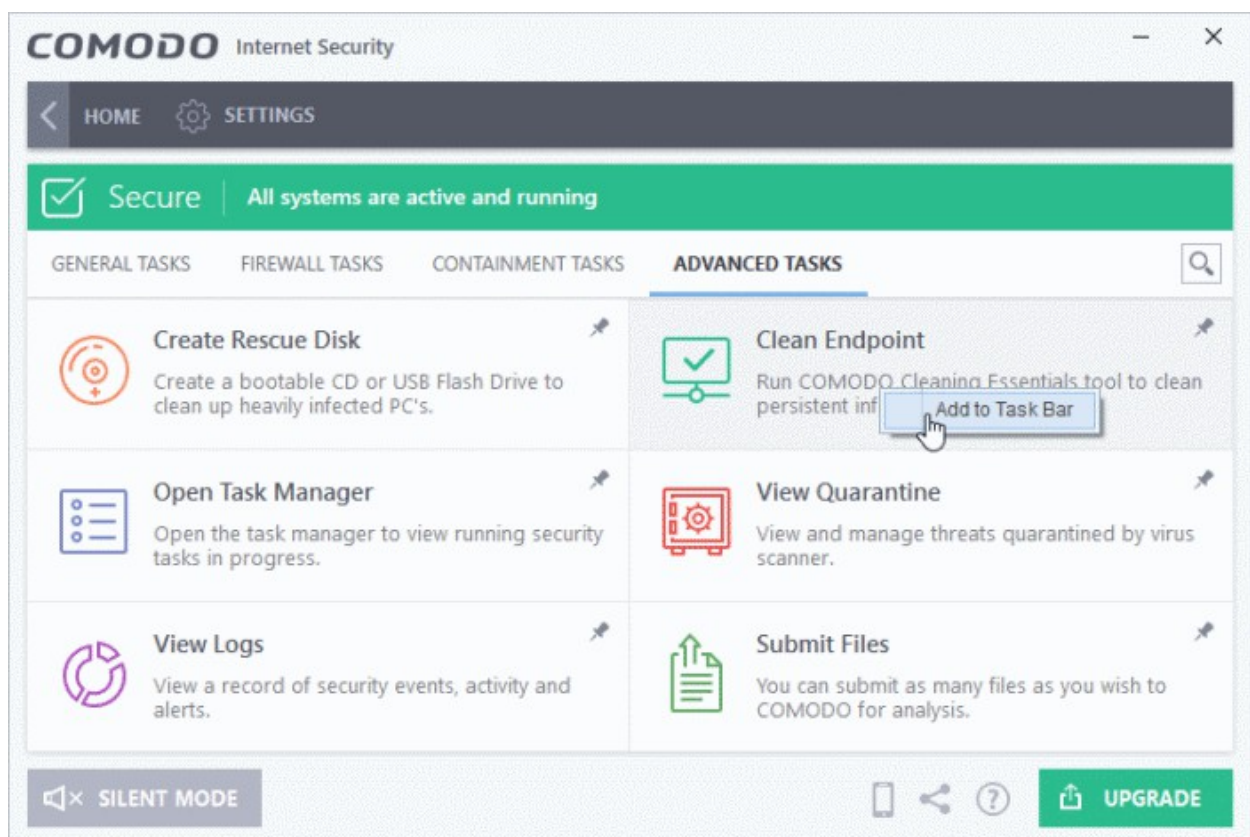 COMODO Internet Security
HOME SETTINGS
Secure All systems are active and running
GENERAL TASKS FIREWALL TASKS CONTAINMENT TASKS ADVANCED TASKS
Create Rescue Disk
Create a bootable CD or USB Flash Drive to
clean up heavily infected PC's.
Clean Endpoint
Run COMODO Cleaning Essentials tool to clean
persistent inf
Add to Task Bar
Open Task Manager
Open the task manager to view running security
tasks in progress.
View Quarantine
View and manage threats quarantined by virus
scanner.
View Logs
View a record of security events, activity and
alerts.
Submit Files
You can submit as many files as you wish to
COMODO for analysis.
SILENT MODE
UPGRADE